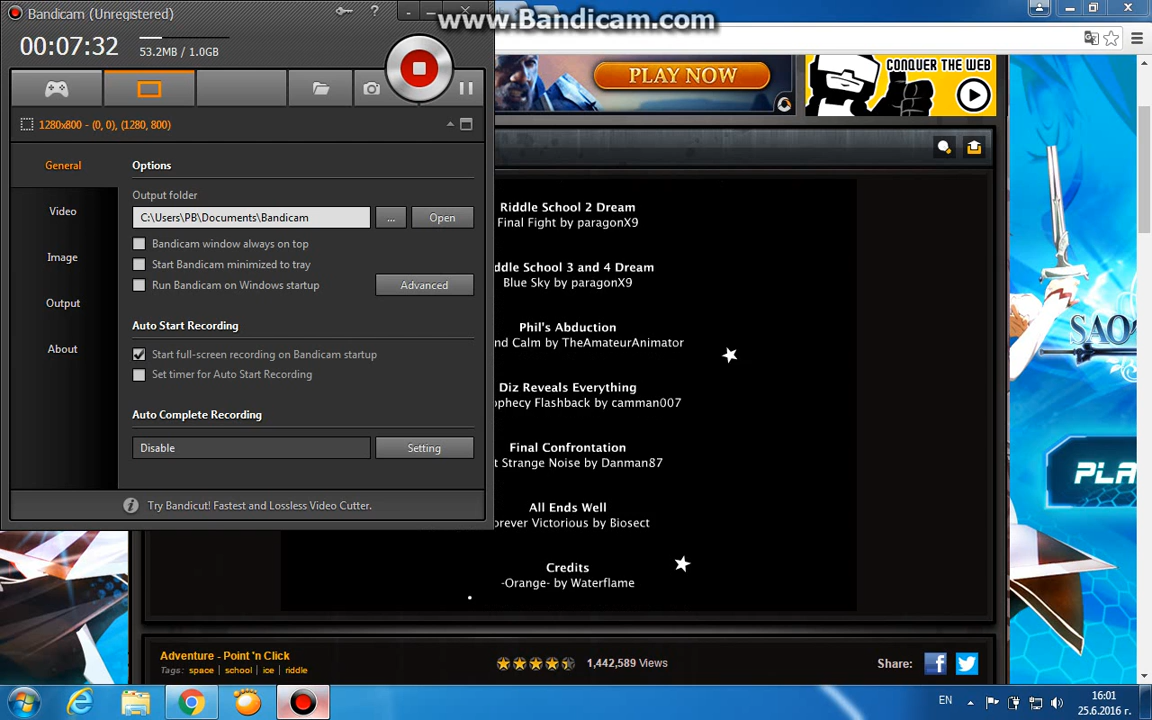 Bandicam (Unregistered)
www.Bandicam.com
00:07:32
53.2MB / 1.0GB
1280x800 - (0, 0), (1280, 800)
General
Video
Image
Output
About
Options
Output folder
C:\Users\PB\Documents\Bandicam
...
Open
Bandicam window always on top
Start Bandicam minimized to tray
Run Bandicam on Windows startup
Advanced
Auto Start Recording
Start full-screen recording on Bandicam startup
Set timer for Auto Start Recording
Auto Complete Recording
Disable
Setting
Try Bandicut! Fastest and Lossless Video Cutter.
PLAY NOW
CONQUER THE WEB
Riddle School 2 Dream
Final Fight by paragonX9
ddle School 3 and 4 Dream
Blue Sky by paragonX9
Phil's Abduction
nd Calm by TheAmateurAnimator
Diz Reveals Everything
phecy Flashback by camman007
Final Confrontation
t Strange Noise by Danman87
All Ends Well
orever Victorious by Biosect
Credits
-Orange- by Waterflame
SAO
PLA
Adventure - Point 'n Click
Tags: space | school | ice | riddle
1,442,589 Views
Share:
EN
16:01
25.6.2016 г.